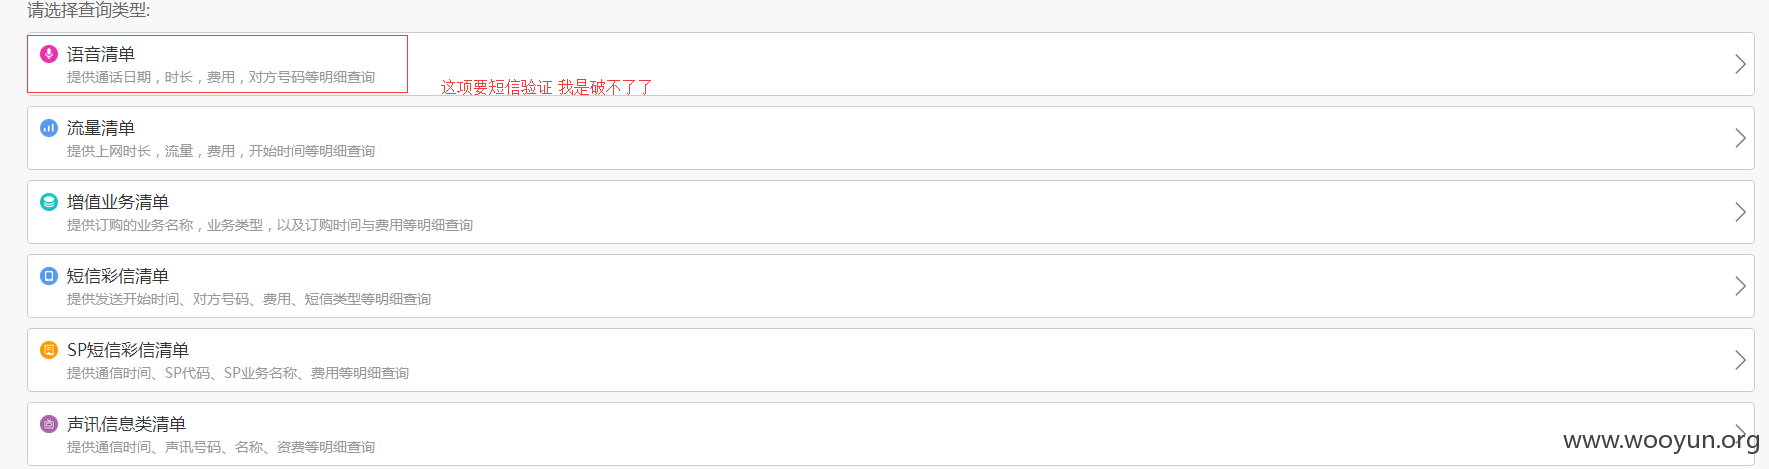 请选择查询类型:
语音清单
提供通话日期，时长，费用，对方号码等明细查询
这项要短信验证 我是破不了了
流量清单
提供上网时长，流量，费用，开始时间等明细查询
增值业务清单
提供订购的业务名称，业务类型，以及订购时间与费用等明细查询
短信彩信清单
提供发送开始时间、对方号码、费用、短信类型等明细查询
SP短信彩信清单
提供通信时间、SP代码、SP业务名称、费用等明细查询
声讯信息类清单
提供通信时间、声讯号码、名称、资费等明细查询
www.wooyun.org